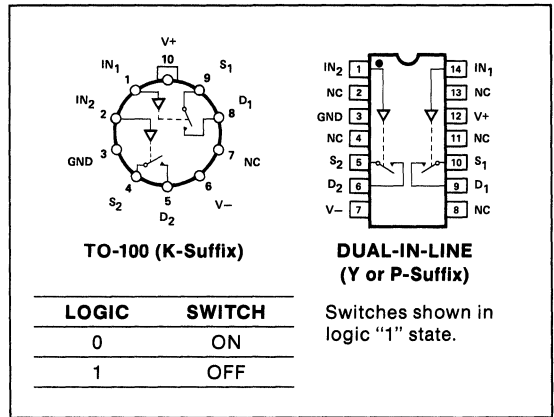 V+
10
IN1
1
9
S1
IN2
2
8
D1
GND
3
7
NC
4
S2
5
D2
6
V–
TO-100 (K-Suffix)
IN2 1 14 IN1
NC 2 13 NC
GND 3 12 V+
NC 4 11 NC
S2 5 10 S1
D2 6 9 D1
V– 7 8 NC
DUAL-IN-LINE
(Y or P-Suffix)
LOGIC SWITCH
0 ON
1 OFF
Switches shown in
logic "1" state.